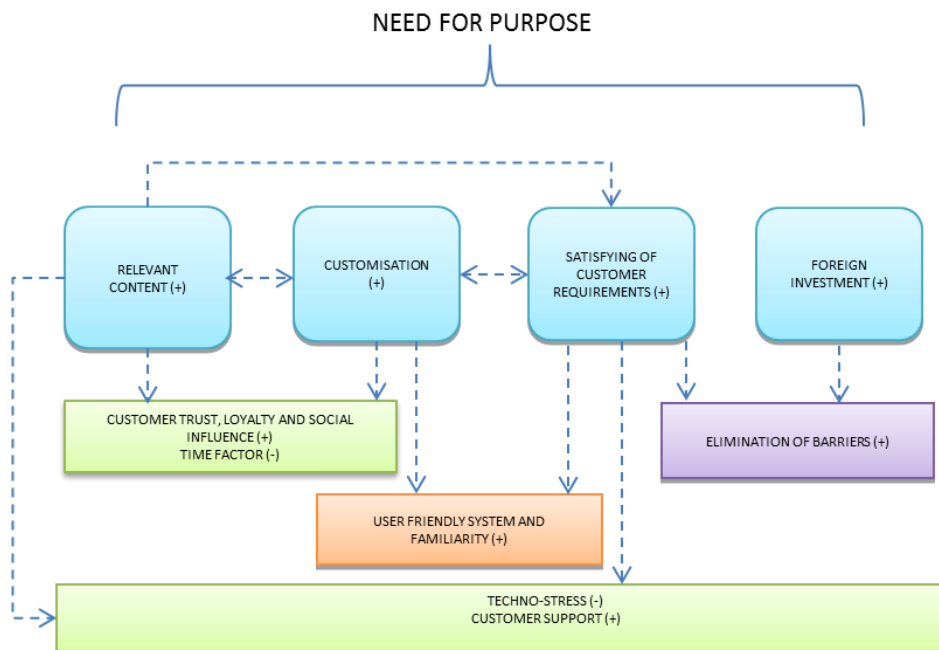 NEED FOR PURPOSE
RELEVANT
CONTENT (+)
CUSTOMISATION
(+)
SATISFYING OF
CUSTOMER
REQUIREMENTS (+)
FOREIGN
INVESTMENT (+)
CUSTOMER TRUST, LOYALTY AND SOCIAL
INFLUENCE (+)
TIME FACTOR (-)
ELIMINATION OF BARRIERS (+)
USER FRIENDLY SYSTEM AND
FAMILIARITY (+)
TECHNO-STRESS (-)
CUSTOMER SUPPORT (+)